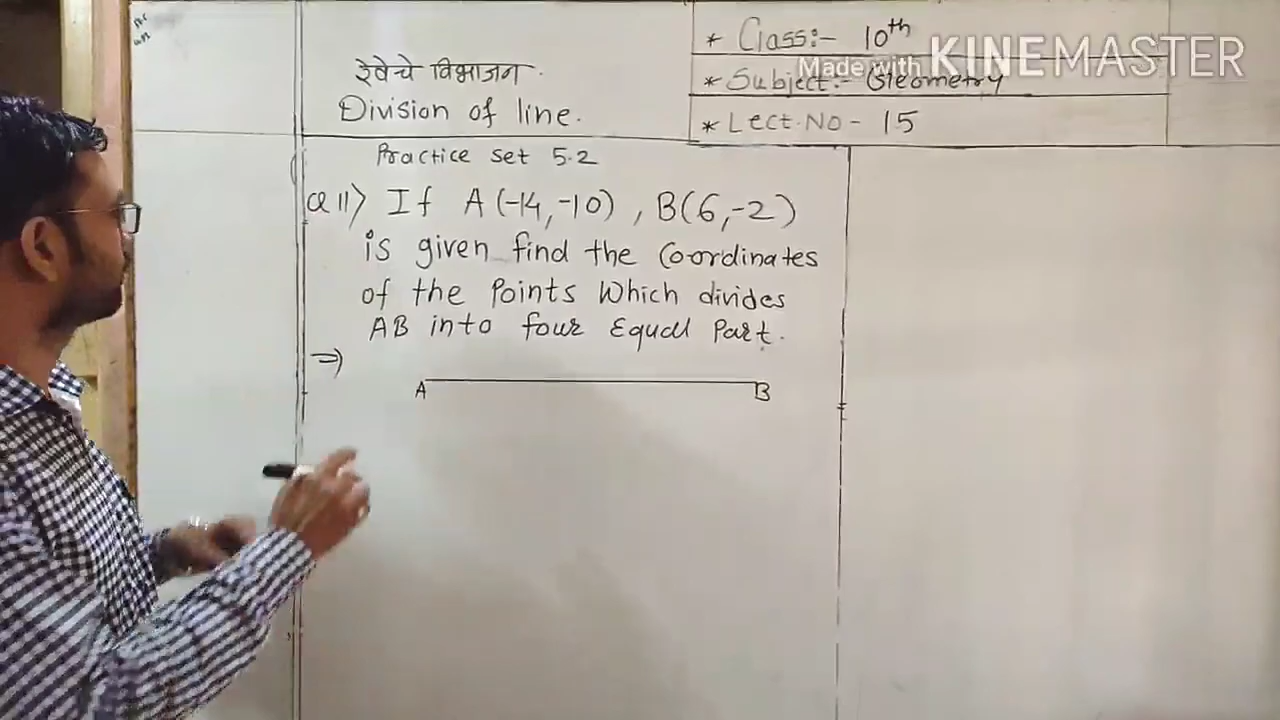 रेषेचे विभाजन.
Division of line.
* Class:- 10th
Made with KINEMASTER
* Subject:- Geometry
* Lect. No - 15
Practice set 5.2
Q 11) If A(-14,-10), B(6,-2)
is given find the Coordinates
of the Points Which divides
AB into four Equal Part.
⇒
A B